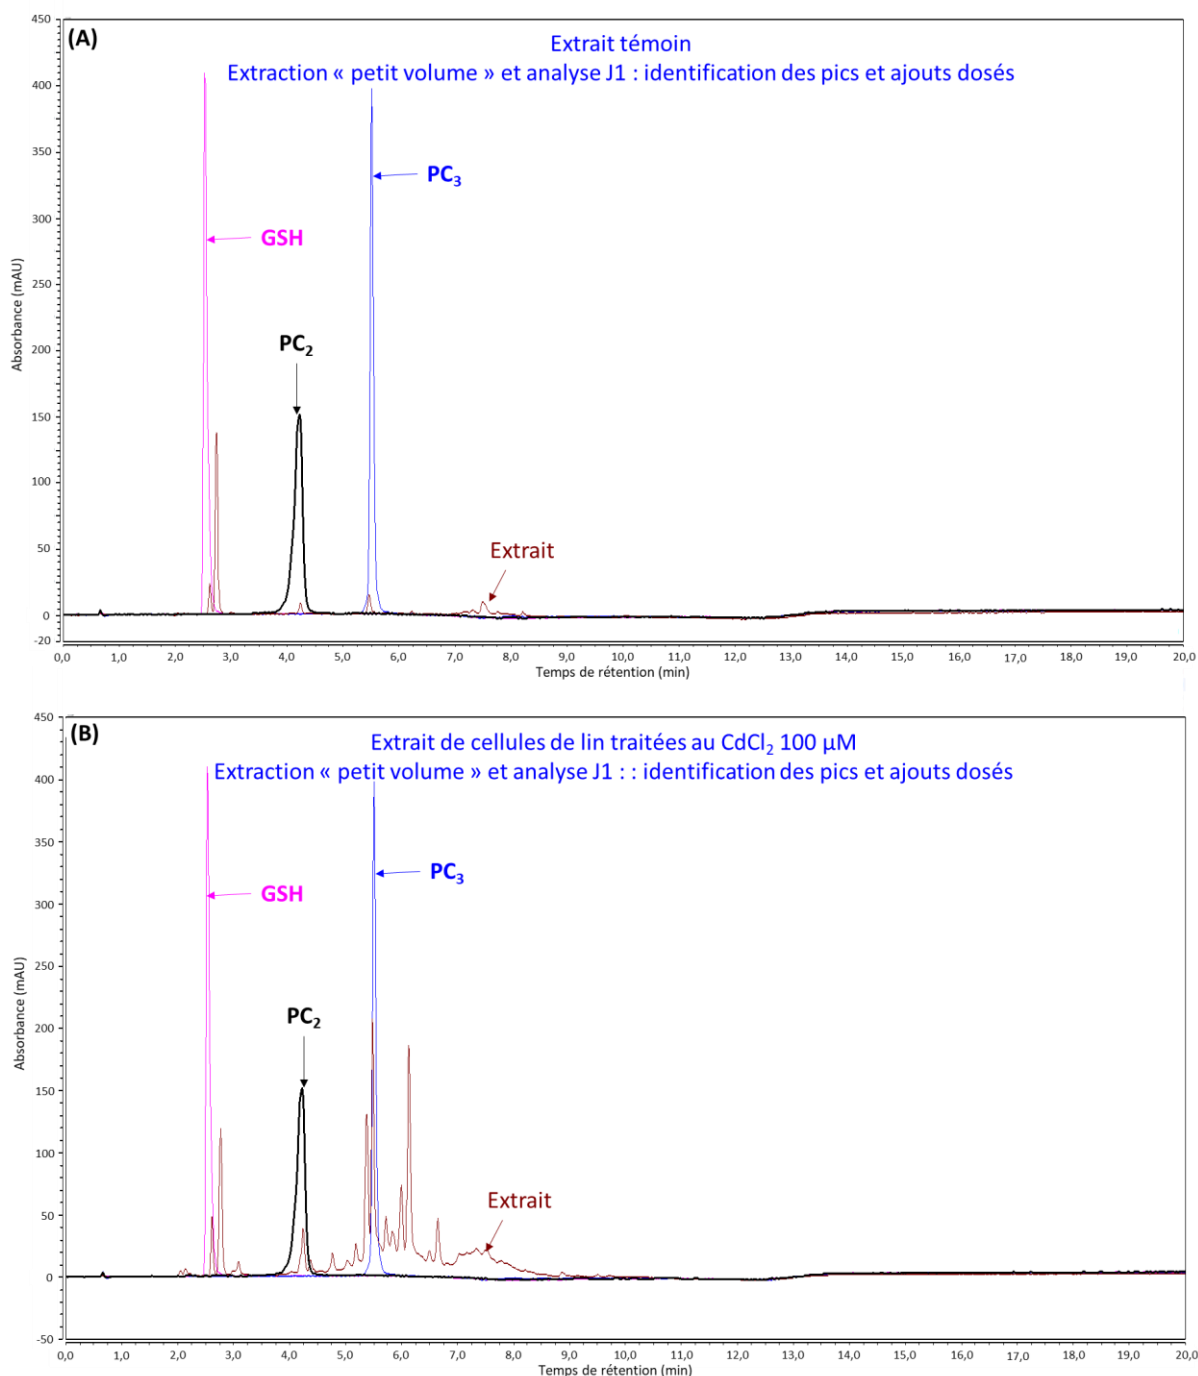 (A)
Extrait témoin
Extraction « petit volume » et analyse J1 : identification des pics et ajouts dosés
GSH
PC₃
PC₂
Extrait
Absorbance (mAU)
450
400
350
300
250
200
150
100
50
0
-20
0,0 1,0 2,0 3,0 4,0 5,0 6,0 7,0 8,0 9,0 10,0 11,0 12,0 13,0 14,0 15,0 16,0 17,0 18,0 19,0 20,0
Temps de rétention (min)
(B)
Extrait de cellules de lin traitées au CdCl₂ 100 µM
Extraction « petit volume » et analyse J1 : : identification des pics et ajouts dosés
PC₃
GSH
PC₂
Extrait
Absorbance (mAU)
450
400
350
300
250
200
150
100
50
0
-50
0,0 1,0 2,0 3,0 4,0 5,0 6,0 7,0 8,0 9,0 10,0 11,0 12,0 13,0 14,0 15,0 16,0 17,0 18,0 19,0 20,0
Temps de rétention (min)